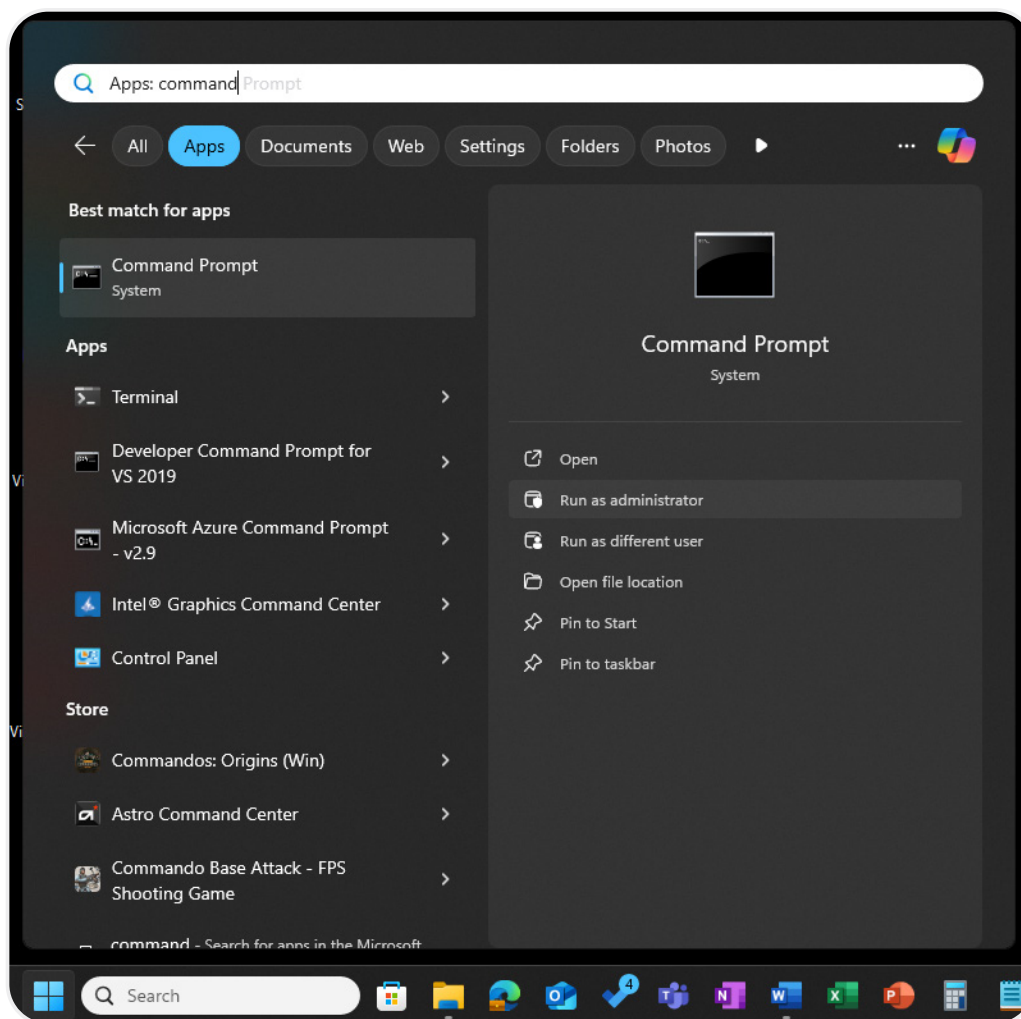 Apps: command Prompt
All Apps Documents Web Settings Folders Photos
Best match for apps
Command Prompt
System
Apps
Terminal
Developer Command Prompt for
VS 2019
Microsoft Azure Command Prompt
- v2.9
Intel® Graphics Command Center
Control Panel
Store
Commandos: Origins (Win)
Astro Command Center
Commando Base Attack - FPS
Shooting Game
command - Search for apps in the Microsoft
Command Prompt
System
Open
Run as administrator
Run as different user
Open file location
Pin to Start
Pin to taskbar
S
Vi
Vi
Search
4